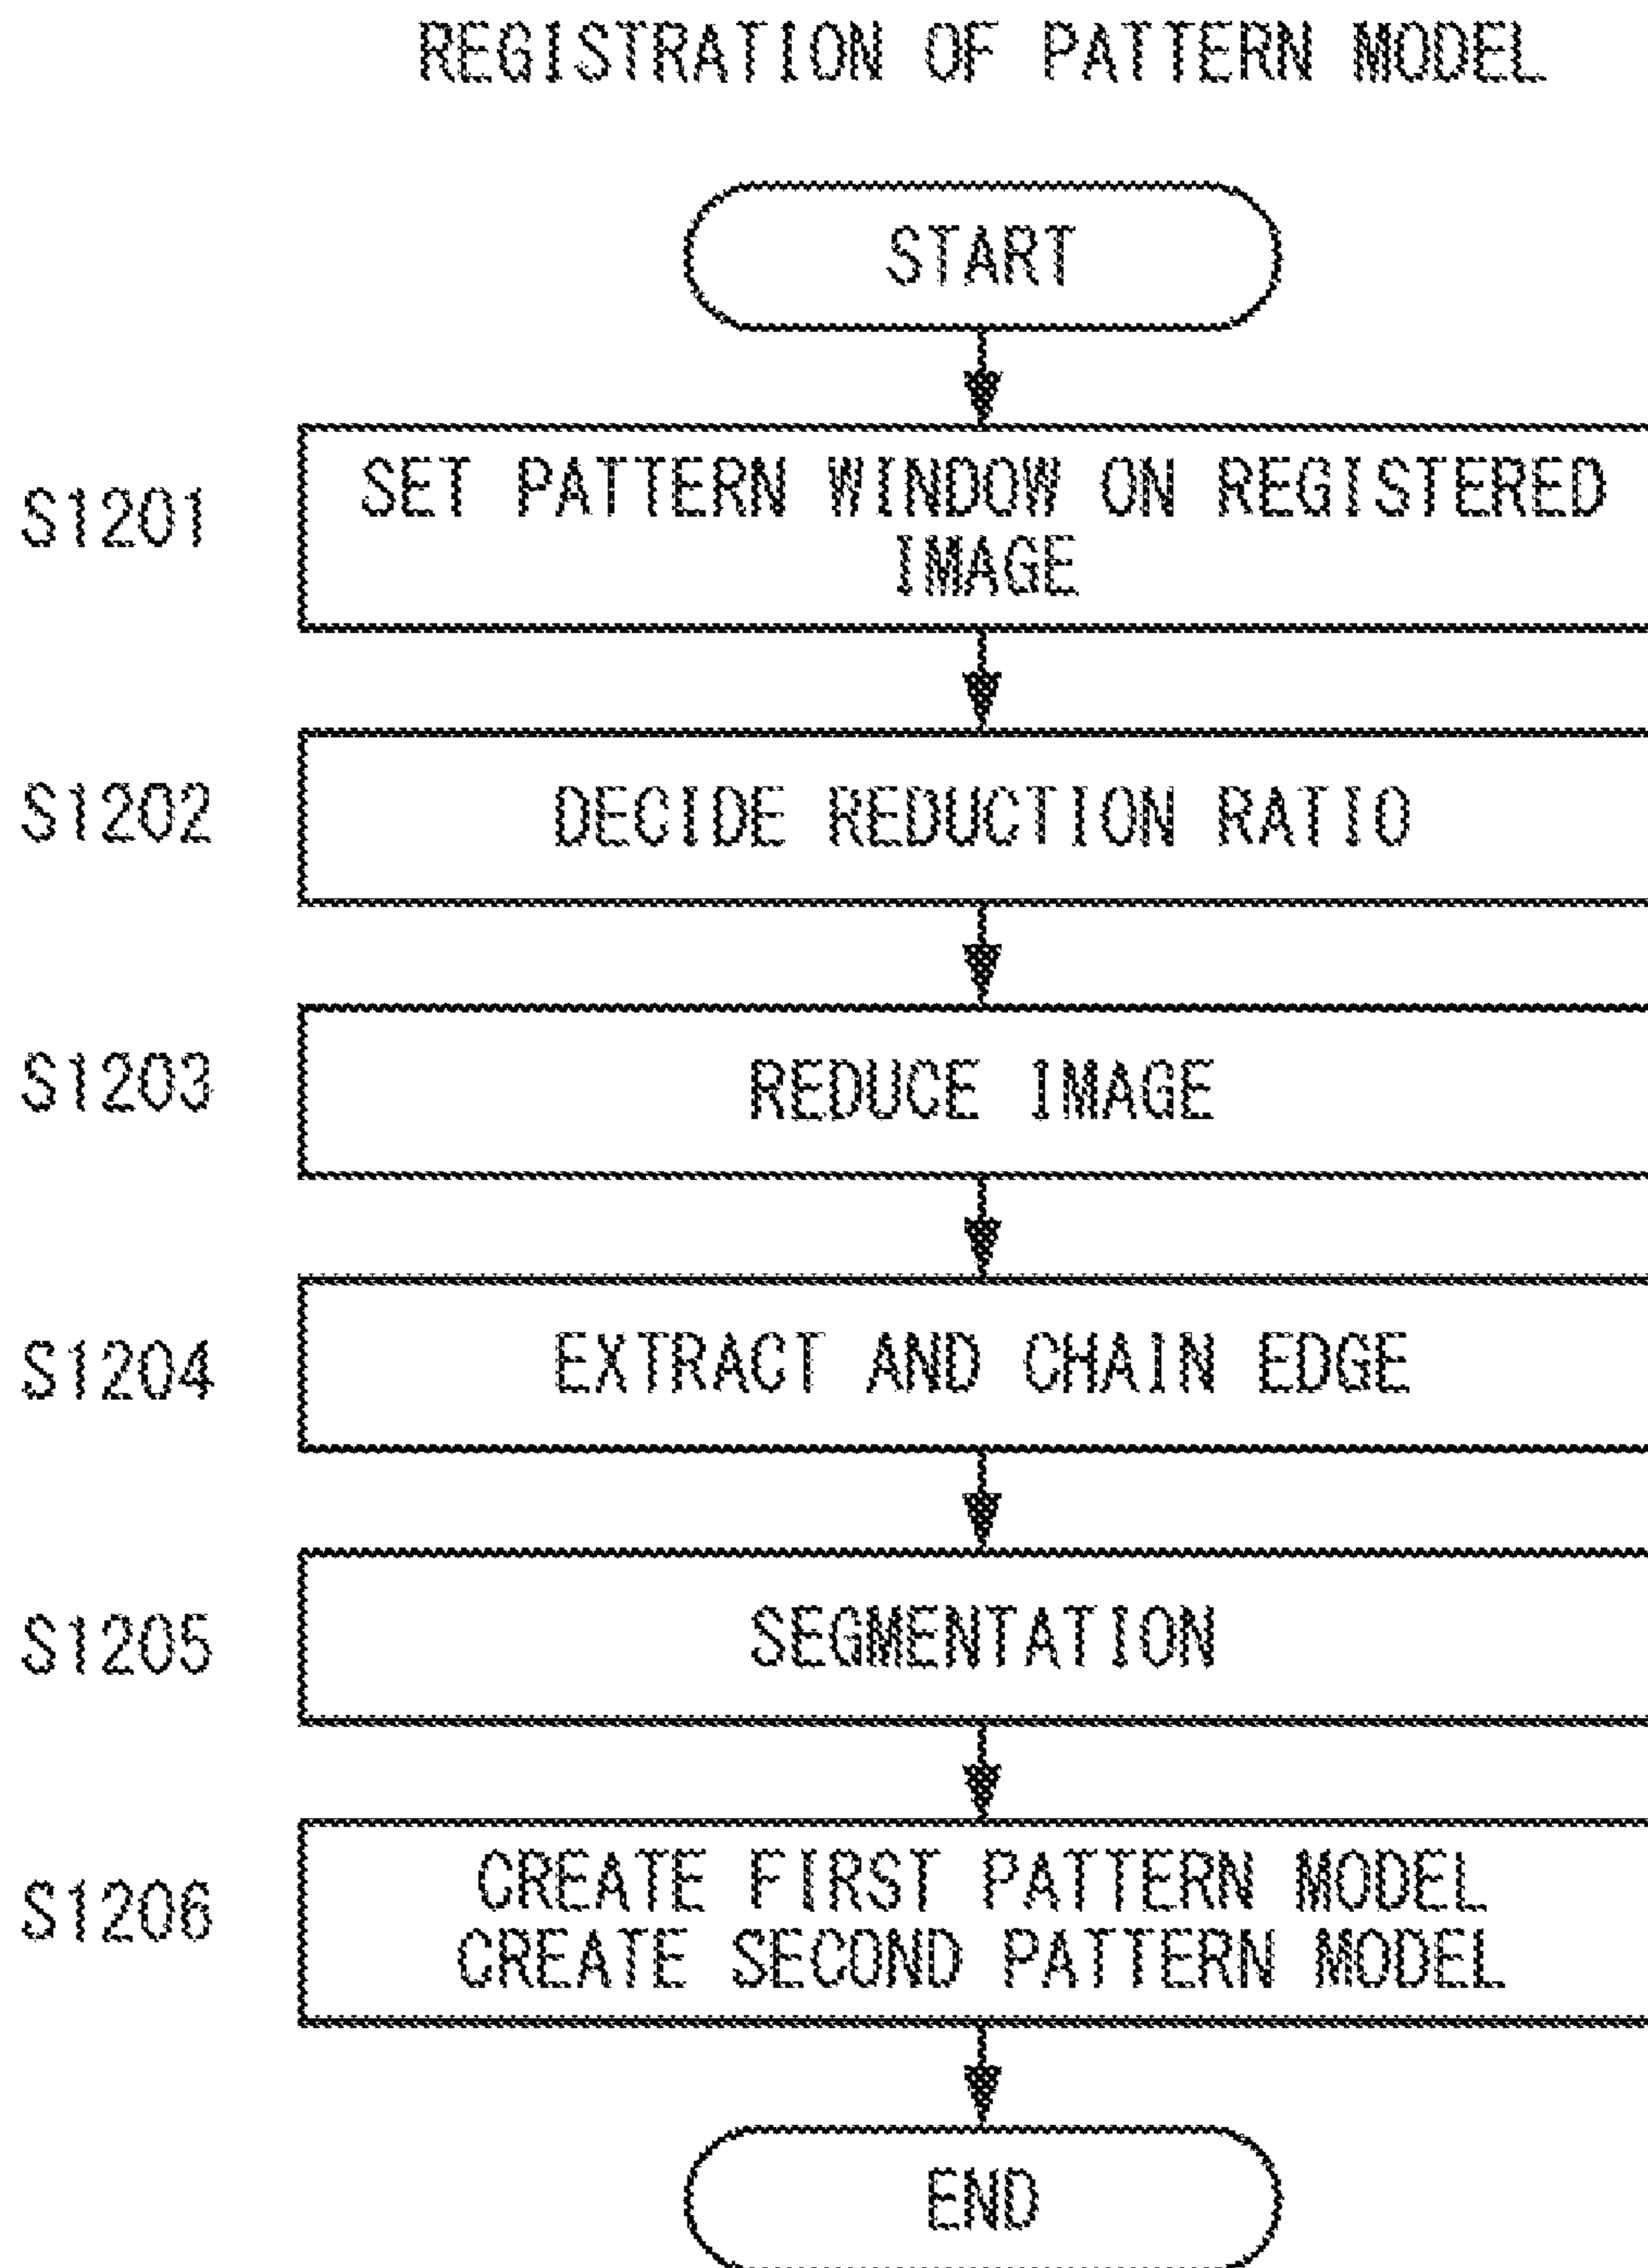 REGISTRATION OF PATTERN MODEL
START
S1201
SET PATTERN WINDOW ON REGISTERED
IMAGE
S1202
DECIDE REDUCTION RATIO
S1203
REDUCE IMAGE
S1204
EXTRACT AND CHAIN EDGE
S1205
SEGMENTATION
S1206
CREATE FIRST PATTERN MODEL
CREATE SECOND PATTERN MODEL
END